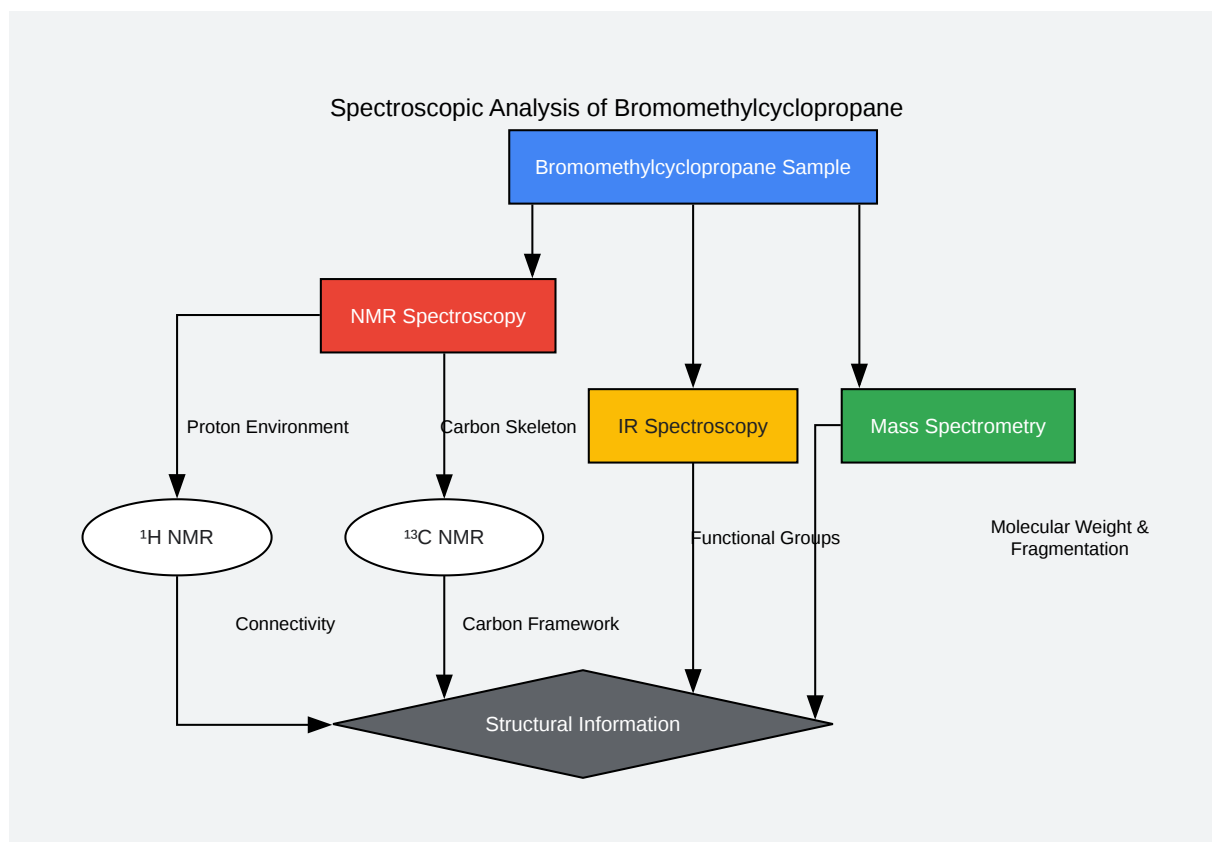 Spectroscopic Analysis of Bromomethylcyclopropane
Bromomethylcyclopropane Sample
NMR Spectroscopy
Proton Environment
Carbon Skeleton
IR Spectroscopy
Mass Spectrometry
¹H NMR
¹³C NMR
Functional Groups
Molecular Weight &
Fragmentation
Connectivity
Carbon Framework
Structural Information